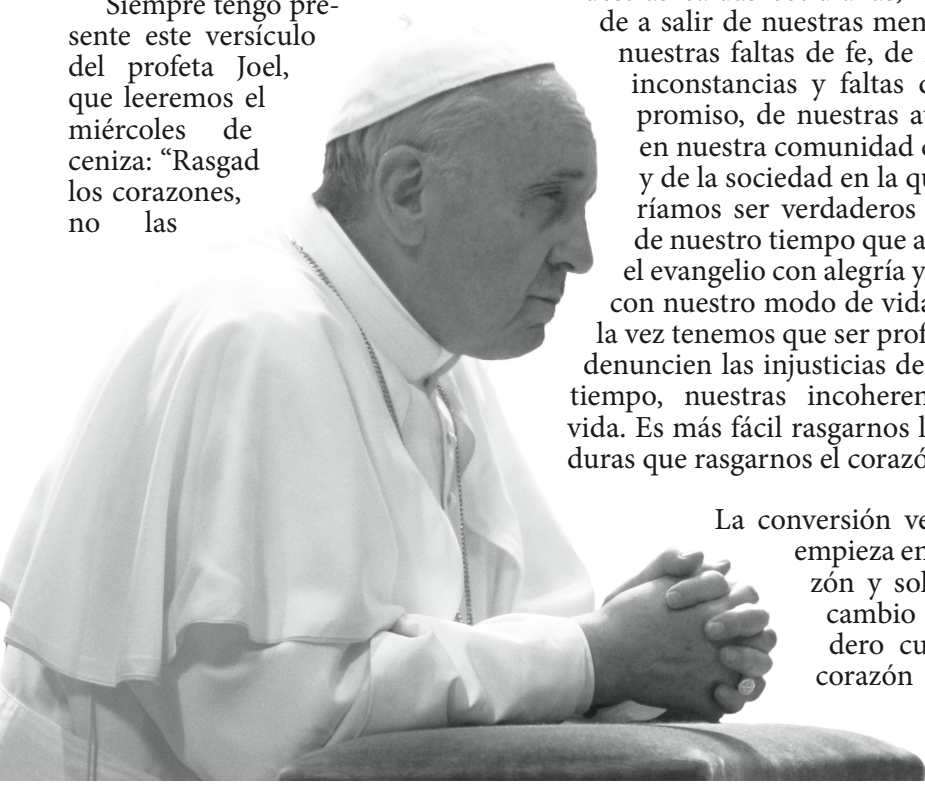 Siempre tengo pre-
sente este versículo
del profeta Joel,
que leeremos el
miércoles de
ceniza: “Rasgad
los corazones,
no las
de a salir de nuestras men
nuestras faltas de fe, de
inconstancias y faltas
promiso, de nuestras
en nuestra comunidad
y de la sociedad en la qu
ríamos ser verdaderos
de nuestro tiempo que a
el evangelio con alegría y
con nuestro modo de vida
la vez tenemos que ser prof
denuncien las injusticias de
tiempo, nuestras incoheren
vida. Es más fácil rasgarnos l
duras que rasgarnos el corazó
La conversión ve
empieza en
zón y sol
cambio
dero cu
corazón